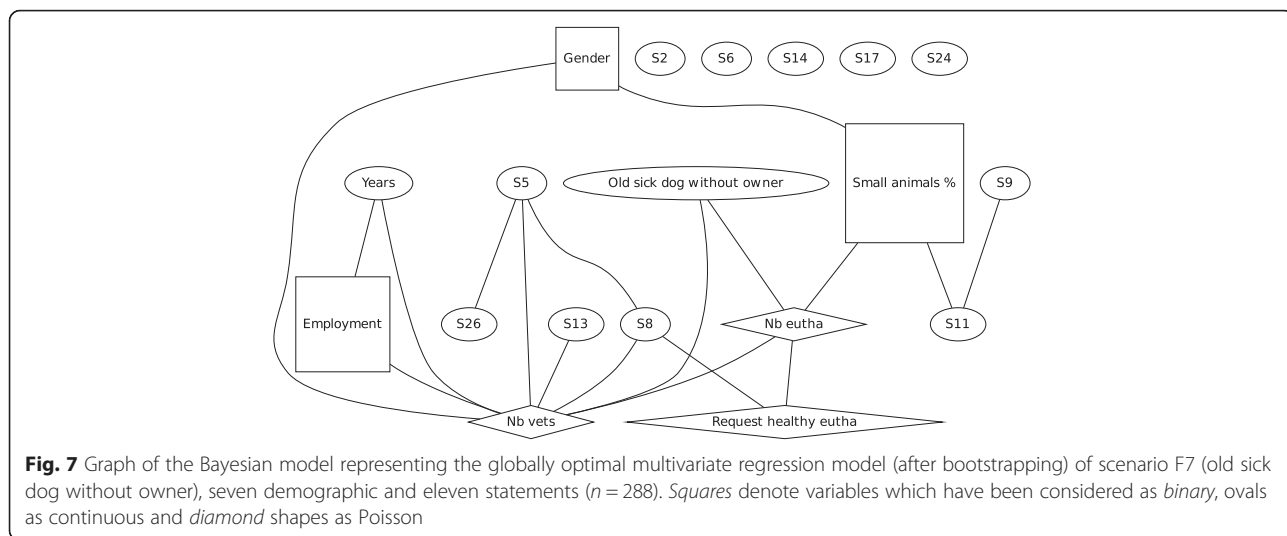 Gender
S2
S6
S14
S17
S24
Years
S5
Old sick dog without owner
Small animals %
S9
Employment
S26
S13
S8
Nb eutha
S11
Nb vets
Request healthy eutha
Fig. 7 Graph of the Bayesian model representing the globally optimal multivariate regression model (after bootstrapping) of scenario F7 (old sick
dog without owner), seven demographic and eleven statements (n = 288). Squares denote variables which have been considered as binary, ovals
as continuous and diamond shapes as Poisson